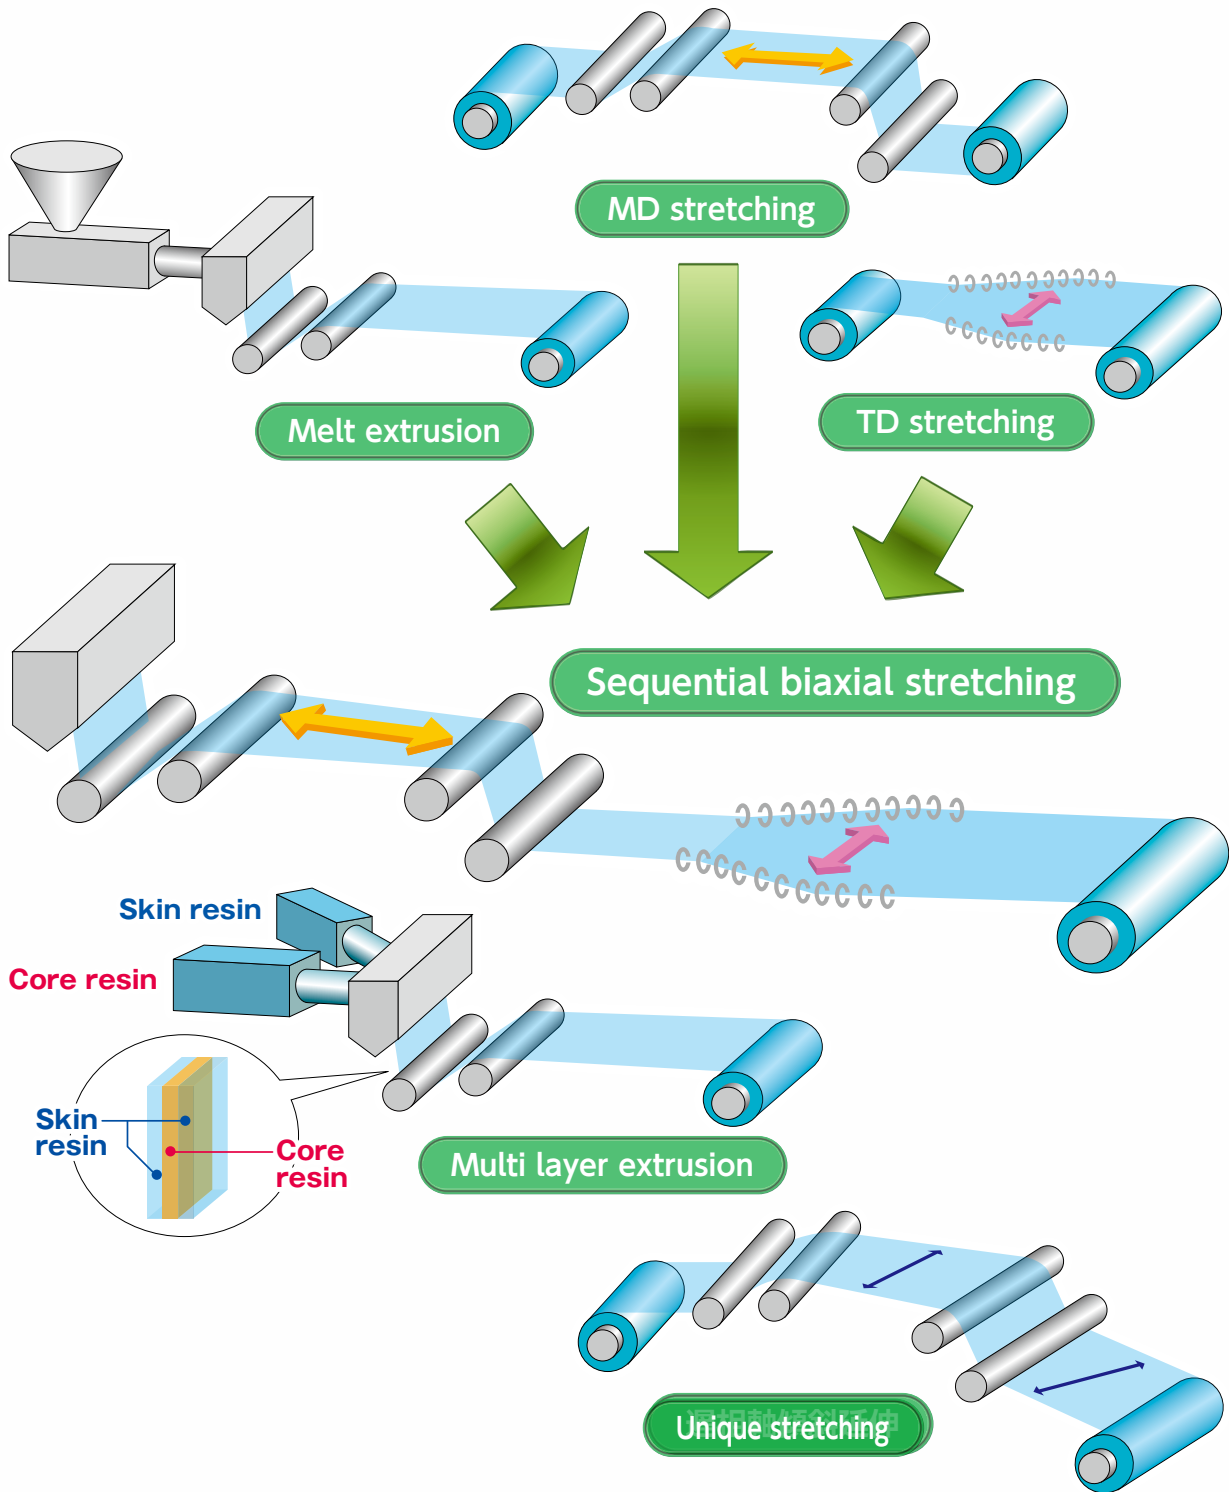 MD stretching
Melt extrusion
TD stretching
Sequential biaxial stretching
Skin resin
Core resin
Skin
resin
Core
resin
Multi layer extrusion
Unique stretching